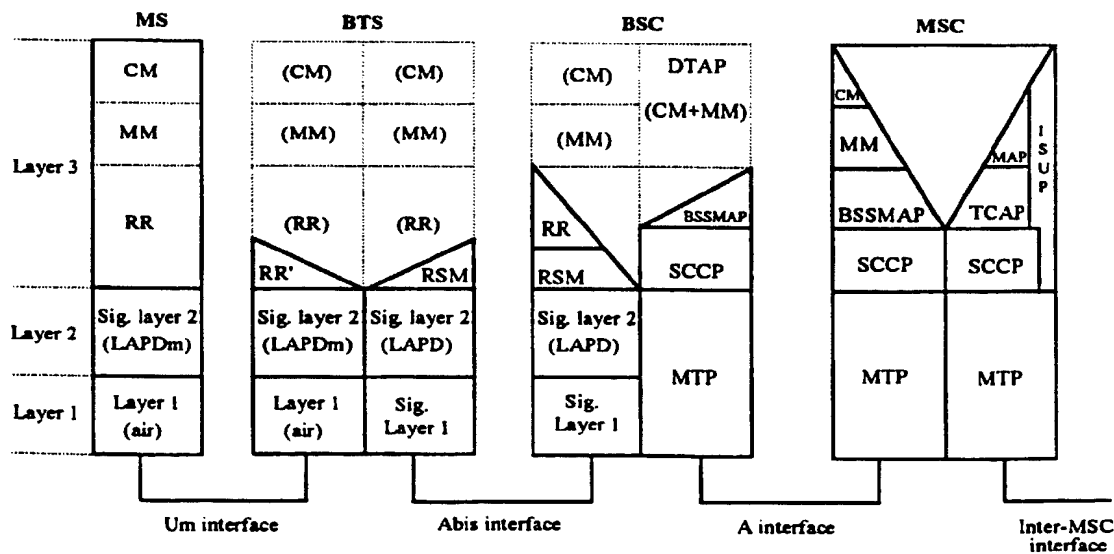 MS
BTS
BSC
MSC
Layer 3
CM
MM
RR
(CM)
(MM)
(RR)
RR'
(CM)
(MM)
(RR)
RSM
(CM)
(MM)
RR
RSM
DTAP
(CM+MM)
BSSMAP
SCCP
CM
MM
BSSMAP
SCCP
MAP
TCAP
SCCP
ISUP
Layer 2
Sig. layer 2
(LAPDm)
Sig. layer 2
(LAPDm)
Sig. layer 2
(LAPD)
Sig. layer 2
(LAPD)
MTP
MTP
MTP
Layer 1
Layer 1
(air)
Layer 1
(air)
Sig.
Layer 1
Sig.
Layer 1
Um interface
Abis interface
A interface
Inter-MSC
interface